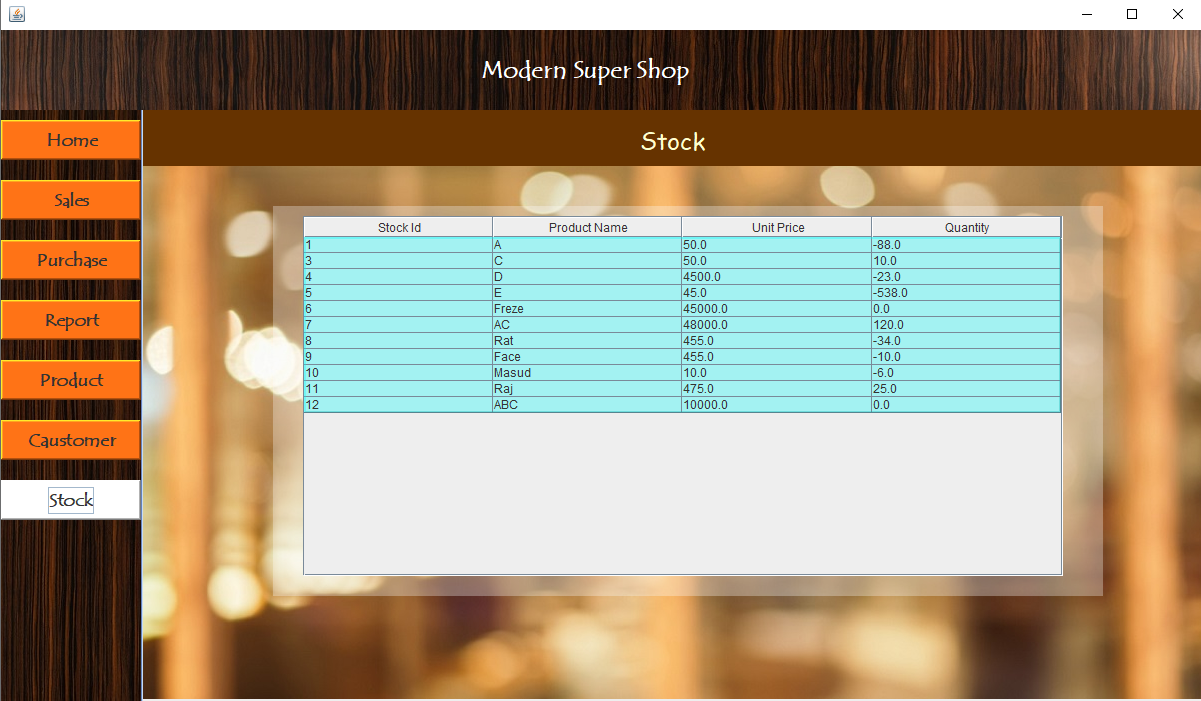 Modern Super Shop
Home
Sales
Purchase
Report
Product
Caustomer
Stock
Stock
Stock Id Product Name Unit Price Quantity
1 A 50.0 -88.0
3 C 50.0 10.0
4 D 4500.0 -23.0
5 E 45.0 -538.0
6 Freze 45000.0 0.0
7 AC 48000.0 120.0
8 Rat 455.0 -34.0
9 Face 455.0 -10.0
10 Masud 10.0 -6.0
11 Raj 475.0 25.0
12 ABC 10000.0 0.0